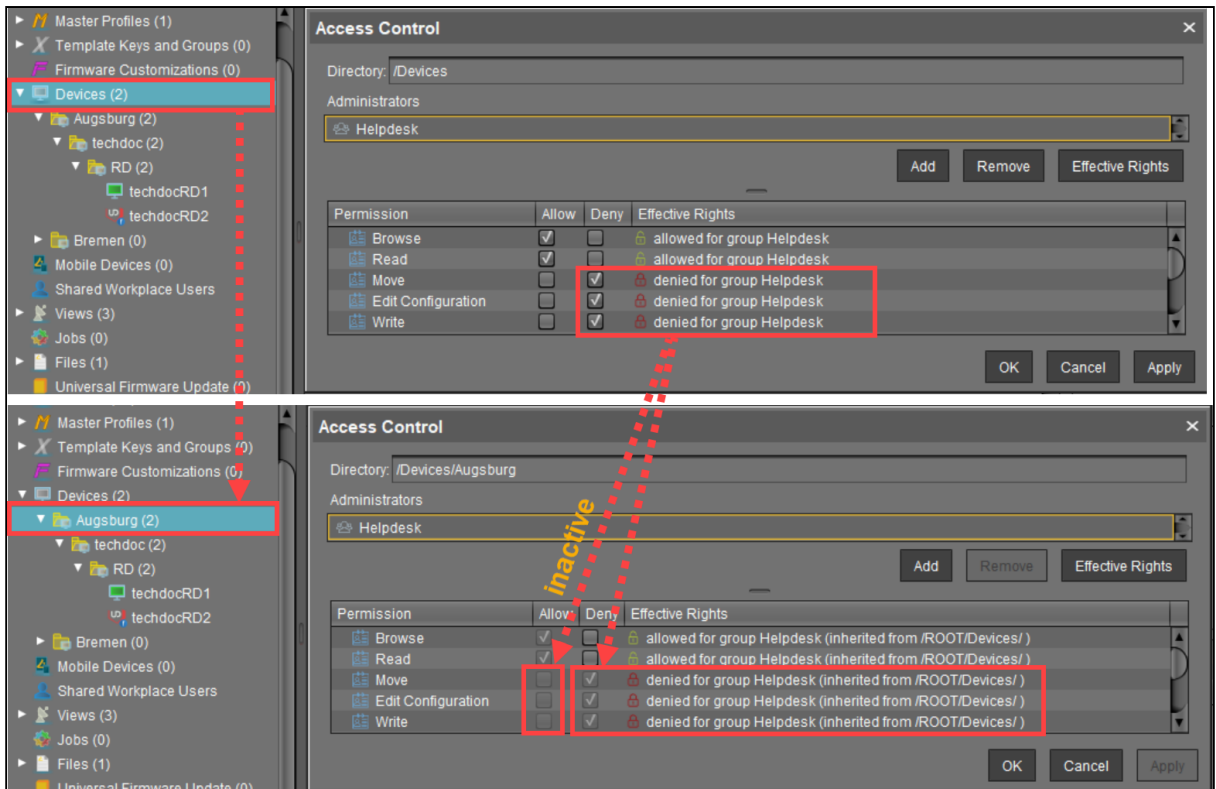 Master Profiles (1)
Template Keys and Groups (0)
Firmware Customizations (0)
Devices (2)
Augsburg (2)
techdoc (2)
RD (2)
techdocRD1
techdocRD2
Bremen (0)
Mobile Devices (0)
Shared Workplace Users
Views (3)
Jobs (0)
Files (1)
Universal Firmware Update (0)
Access Control
Directory: /Devices
Administrators
Helpdesk
Add Remove Effective Rights
Permission Allow Deny Effective Rights
Browse allowed for group Helpdesk
Read allowed for group Helpdesk
Move denied for group Helpdesk
Edit Configuration denied for group Helpdesk
Write denied for group Helpdesk
OK Cancel Apply
Master Profiles (1)
Template Keys and Groups (0)
Firmware Customizations (0)
Devices (2)
Augsburg (2)
techdoc (2)
RD (2)
techdocRD1
techdocRD2
Bremen (0)
Mobile Devices (0)
Shared Workplace Users
Views (3)
Jobs (0)
Files (1)
Universal Firmware Update (0)
Access Control
Directory: /Devices/Augsburg
Administrators
Helpdesk
inactive
Add Remove Effective Rights
Permission Allow Deny Effective Rights
Browse allowed for group Helpdesk (inherited from /ROOT/Devices/ )
Read allowed for group Helpdesk (inherited from /ROOT/Devices/ )
Move denied for group Helpdesk (inherited from /ROOT/Devices/ )
Edit Configuration denied for group Helpdesk (inherited from /ROOT/Devices/ )
Write denied for group Helpdesk (inherited from /ROOT/Devices/ )
OK Cancel Apply